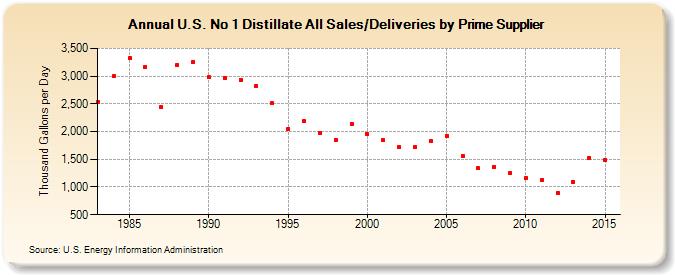 Annual U.S. No 1 Distillate All Sales/Deliveries by Prime Supplier
Thousand Gallons per Day
3,500
3,000
2,500
2,000
1,500
1,000
500
1985 1990 1995 2000 2005 2010 2015
Source: U.S. Energy Information Administration